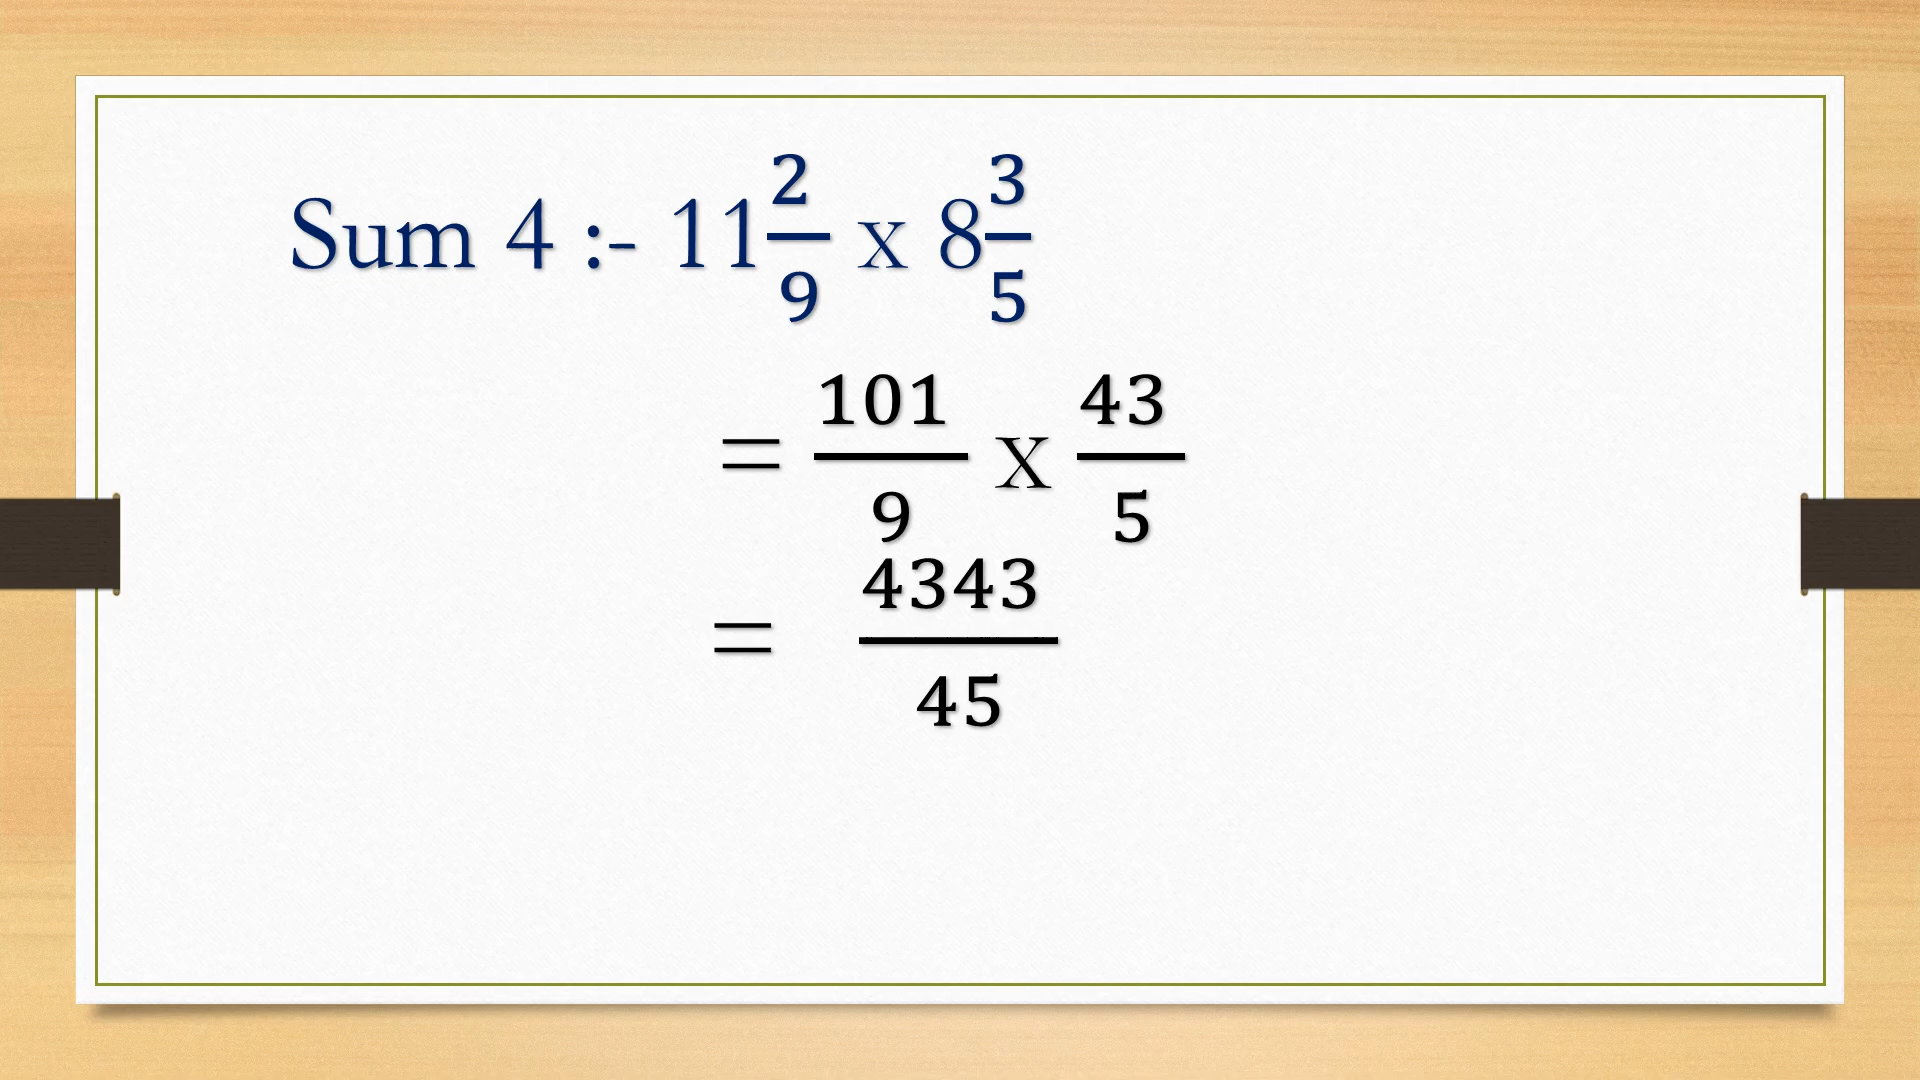 Sum 4 :- 11 2/9 x 8 3/5
= 101/9 x 43/5
= 4343/45